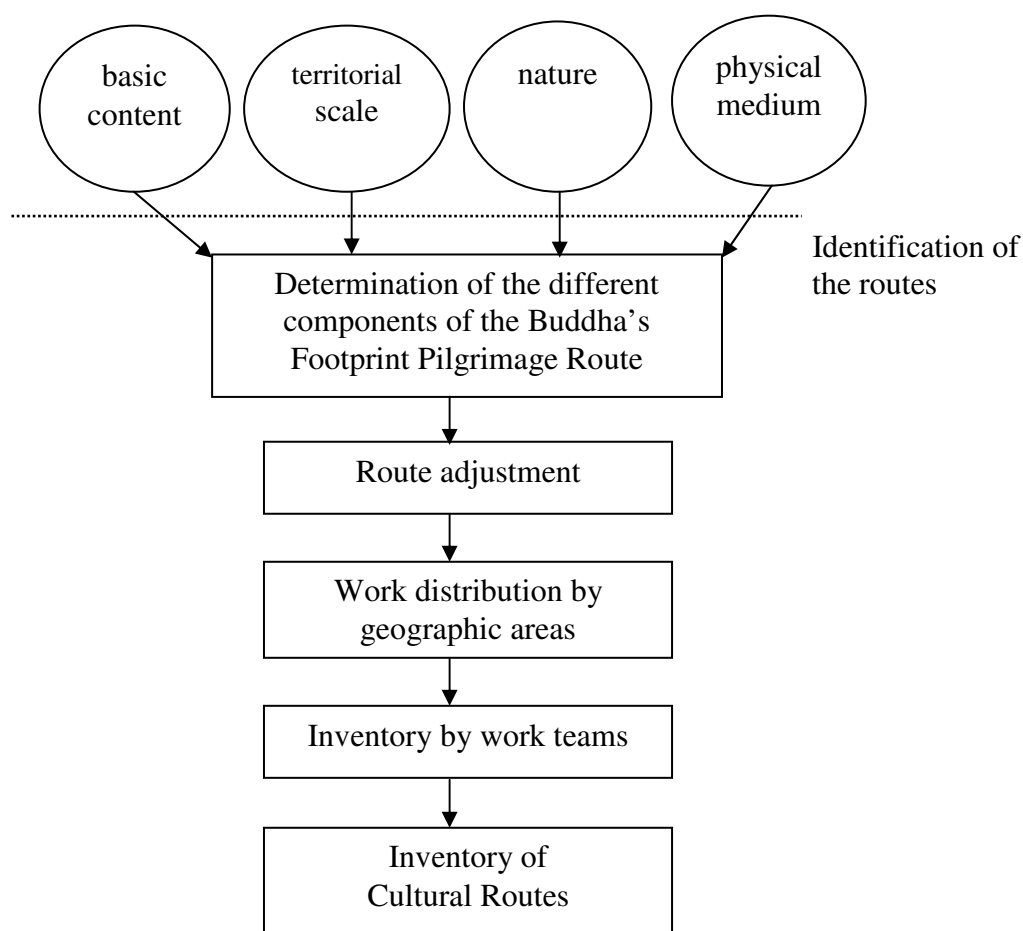 basic
content
territorial
scale
nature
physical
medium
Identification of
the routes
Determination of the different
components of the Buddha’s
Footprint Pilgrimage Route
Route adjustment
Work distribution by
geographic areas
Inventory by work teams
Inventory of
Cultural Routes